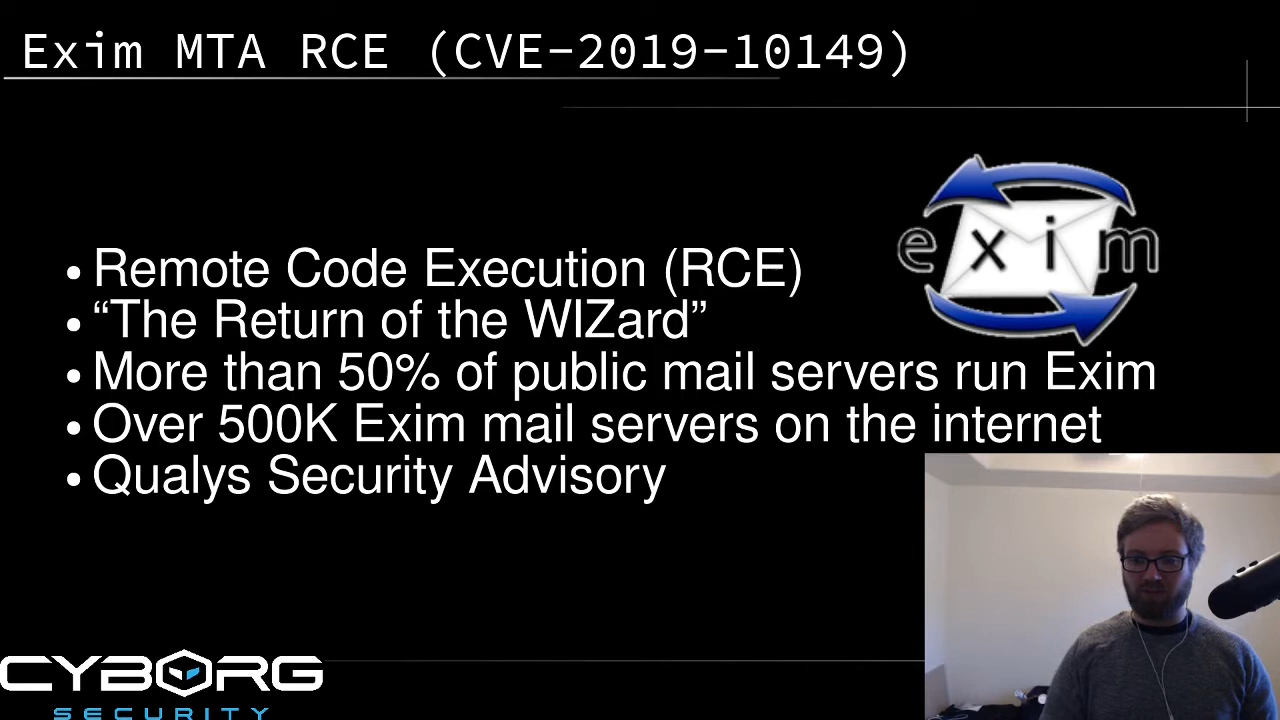 Exim MTA RCE (CVE-2019-10149)
exim
• Remote Code Execution (RCE)
• “The Return of the WIZard”
• More than 50% of public mail servers run Exim
• Over 500K Exim mail servers on the internet
• Qualys Security Advisory
CYBORG
SECURITY